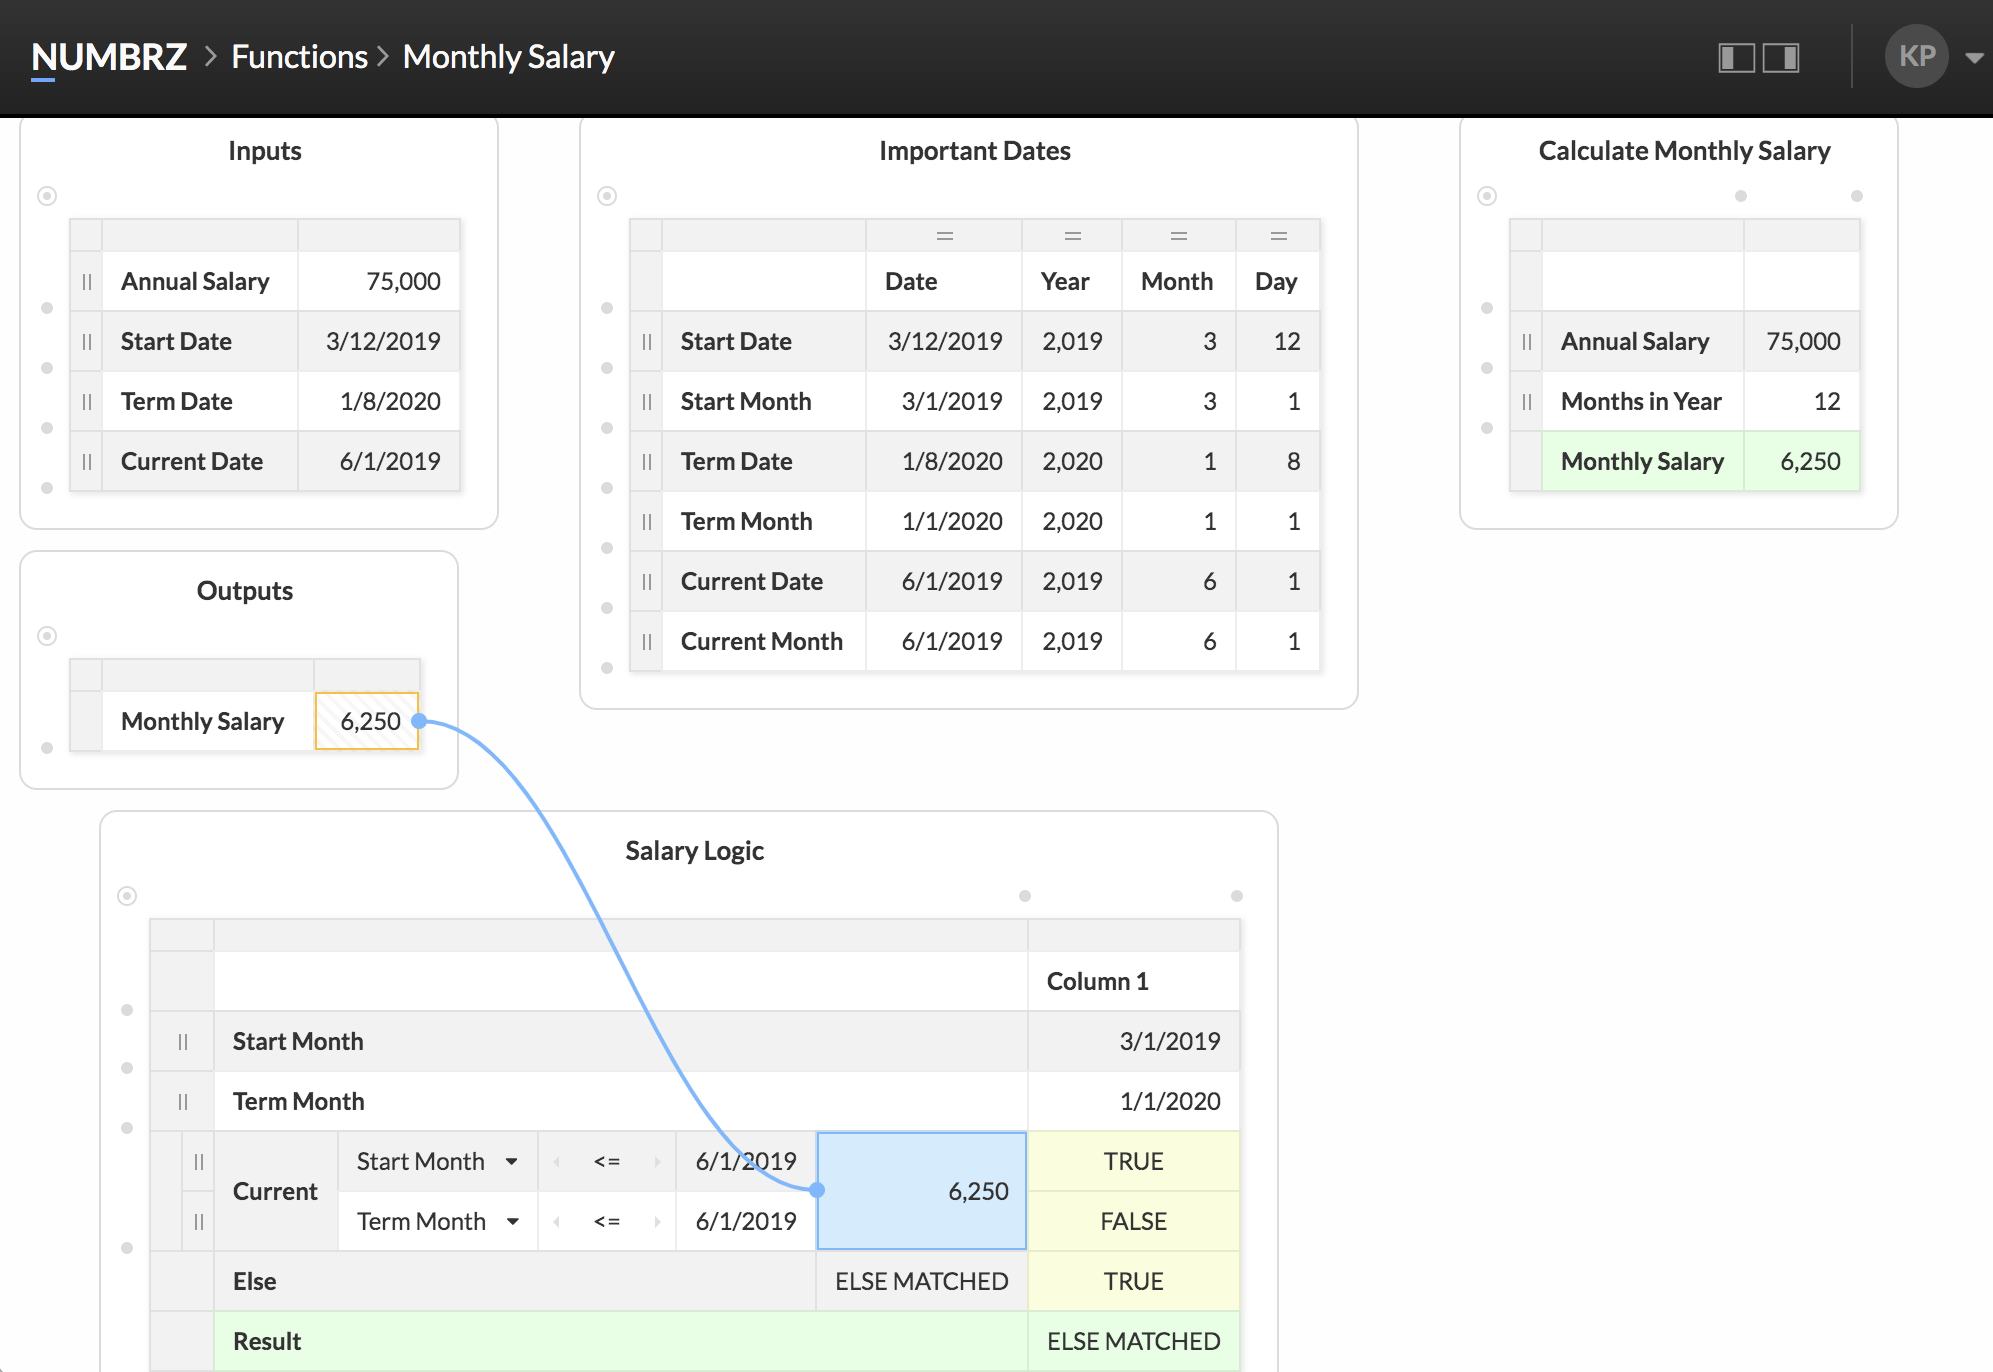 NUMBRZ > Functions > Monthly Salary
KP
Inputs
Annual Salary 75,000
Start Date 3/12/2019
Term Date 1/8/2020
Current Date 6/1/2019
Important Dates
Date Year Month Day
Start Date 3/12/2019 2,019 3 12
Start Month 3/1/2019 2,019 3 1
Term Date 1/8/2020 2,020 1 8
Term Month 1/1/2020 2,020 1 1
Current Date 6/1/2019 2,019 6 1
Current Month 6/1/2019 2,019 6 1
Calculate Monthly Salary
Annual Salary 75,000
Months in Year 12
Monthly Salary 6,250
Outputs
Monthly Salary 6,250
Salary Logic
Column 1
Start Month 3/1/2019
Term Month 1/1/2020
Current
Start Month <= 6/1/2019 6,250 TRUE
Term Month <= 6/1/2019 FALSE
Else ELSE MATCHED TRUE
Result ELSE MATCHED